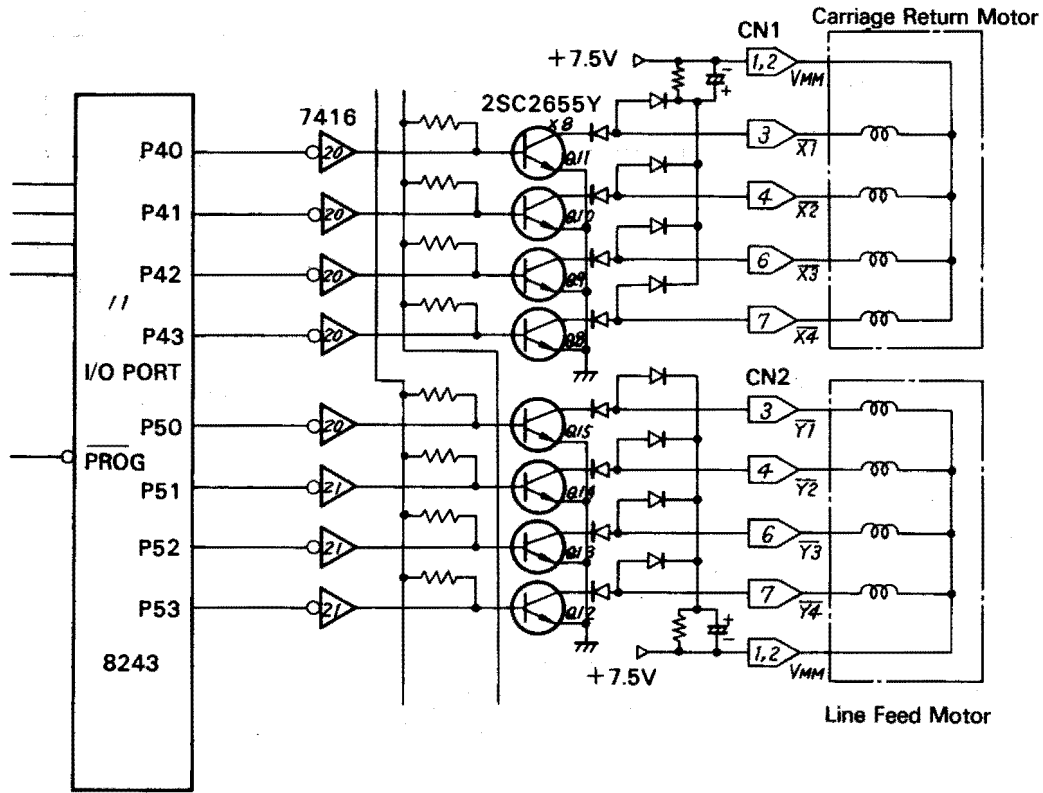 Carriage Return Motor
CN1
+7.5V
1,2
VMM
-
+
7416
2SC2655Y
X8
P40
20
Q11
3
X1
P41
20
Q10
4
X2
P42
20
Q9
6
X3
11
P43
20
Q8
7
X4
I/O PORT
CN2
P50
20
Q15
3
Y1
PROG
P51
21
Q14
4
Y2
P52
21
Q13
6
Y3
P53
21
Q12
7
Y4
+
-
8243
+7.5V
1,2
VMM
Line Feed Motor